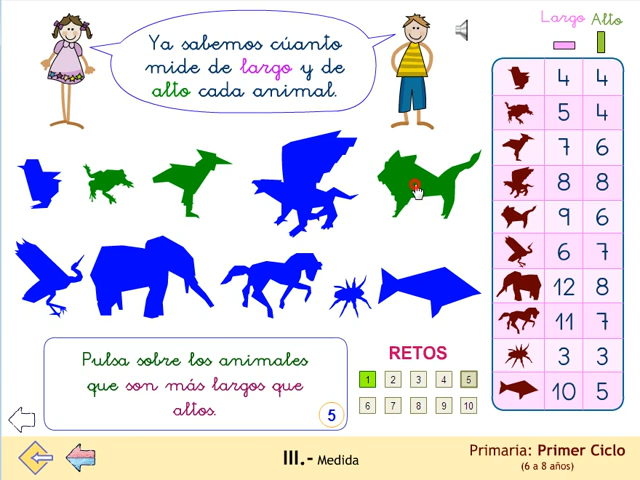 Ya sabemos cúanto
mide de largo y de
alto cada animal.
Largo Alto
4 4
5 4
7 6
8 8
9 6
6 7
12 8
11 7
3 3
10 5
Pulsa sobre los animales
que son más largos que
altos.
5
RETOS
1 2 3 4 5
6 7 8 9 10
III.- Medida
Primaria: Primer Ciclo
(6 a 8 años)